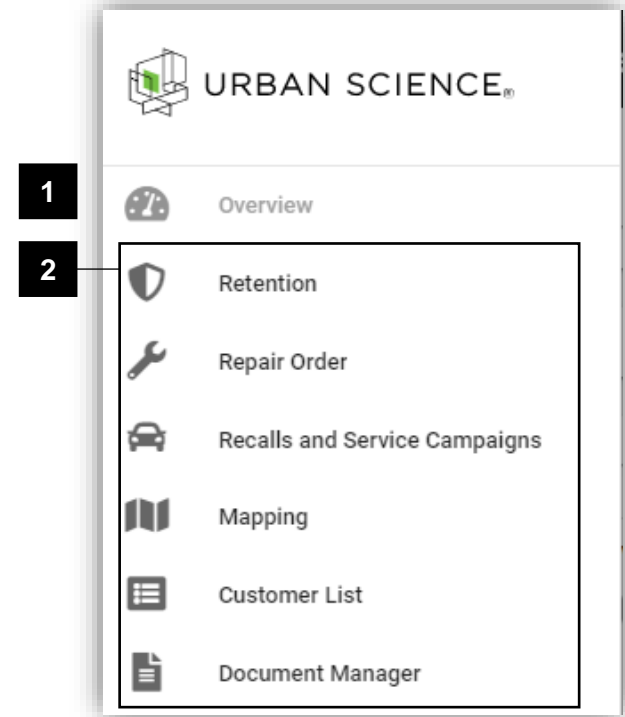 URBAN SCIENCE®
1
Overview
2
Retention
Repair Order
Recalls and Service Campaigns
Mapping
Customer List
Document Manager